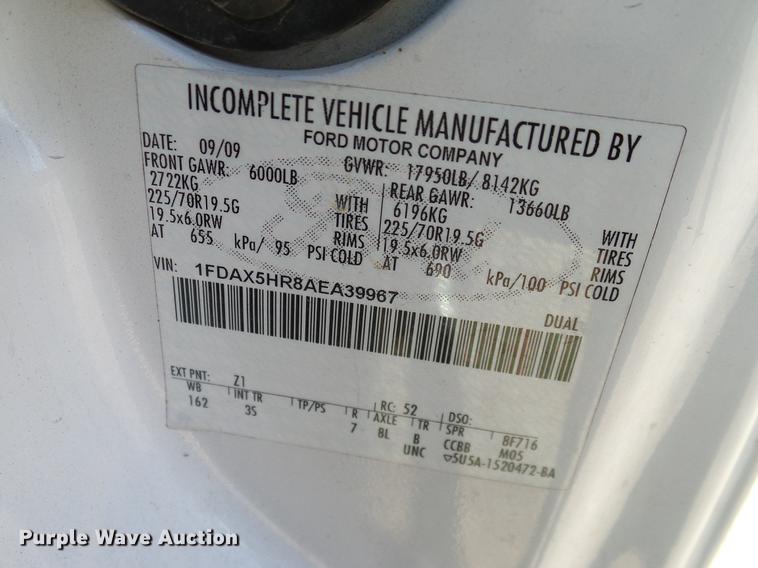 INCOMPLETE VEHICLE MANUFACTURED BY
FORD MOTOR COMPANY
DATE: 09/09 GVWR: 17950LB/ 8142KG
FRONT GAWR: 6000LB REAR GAWR: 13660LB
2722KG WITH 6196KG WITH
225/70R19.5G TIRES 225/70R19.5G TIRES
19.5x6.0RW RIMS 19.5x6.0RW RIMS
AT 655 kPa/ 95 PSI COLD AT 690 kPa/100 PSI COLD
VIN: 1FDAX5HR8AEA39967
DUAL
EXT PNT: Z1 RC: 52 DSO:
WB INT TR TP/PS R AXLE TR SPR 8F716
162 3S 7 8L B CCBB M05
UNC 5U5A-1520472-BA
Purple Wave Auction